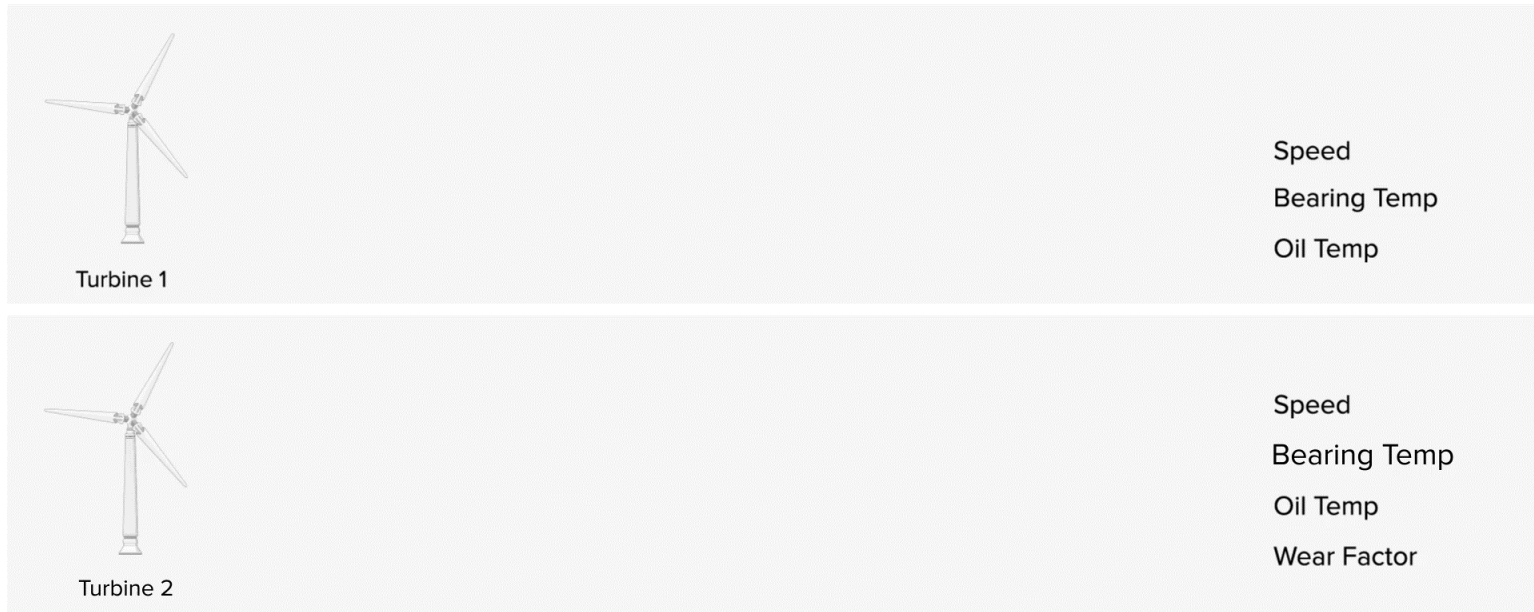 Speed
Bearing Temp
Oil Temp
Turbine 1
Speed
Bearing Temp
Oil Temp
Wear Factor
Turbine 2